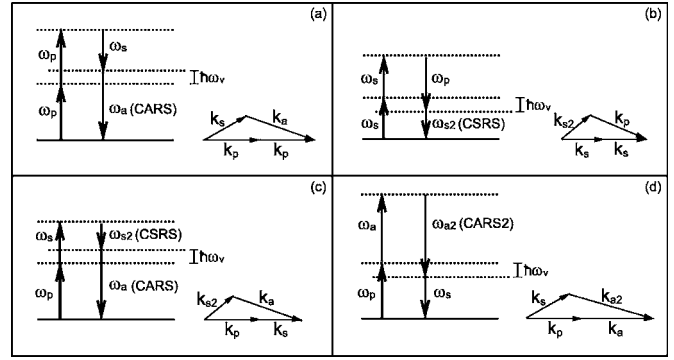 (a)
ωp
ωs
ħωv
ωp
ωa (CARS)
ks
ka
kp
kp
(b)
ωs
ωp
ħωv
ωs
ωs2 (CSRS)
ks2
kp
ks
ks
(c)
ωs
ωs2 (CSRS)
ħωv
ωp
ωa (CARS)
ks2
ka
kp
ks
(d)
ωa
ωa2 (CARS2)
ħωv
ωp
ωs
ks
ka2
kp
ka